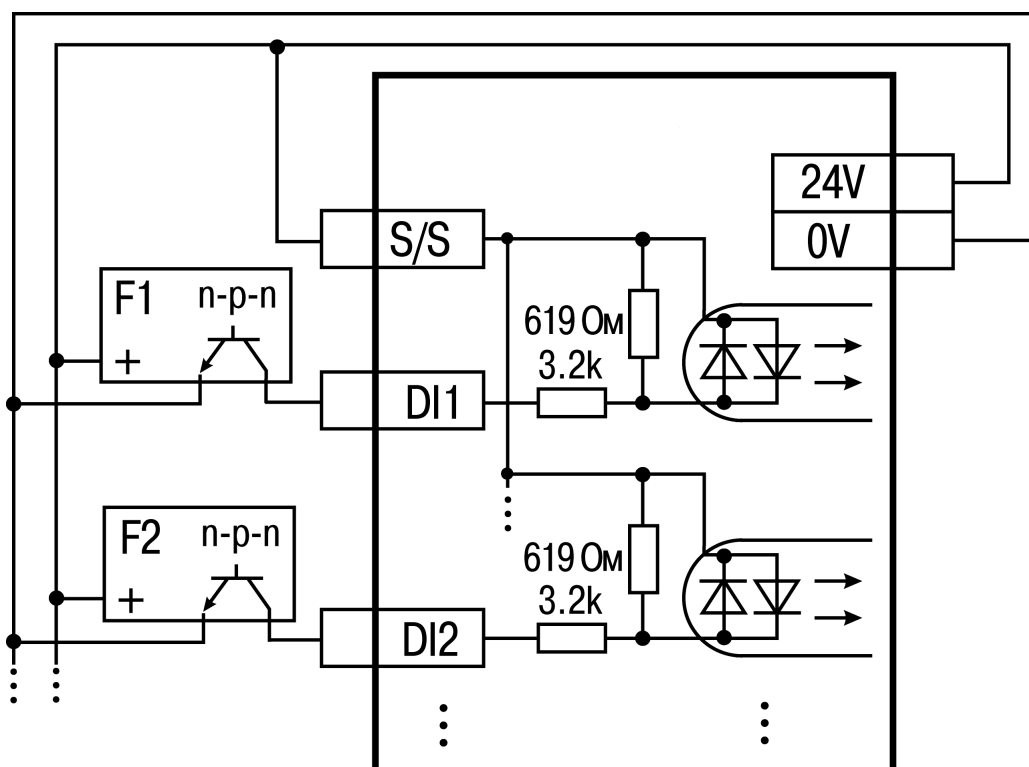 24V
0V
S/S
F1 n-p-n
+
619 Ом
3.2k
DI1
F2 n-p-n
+
619 Ом
3.2k
DI2